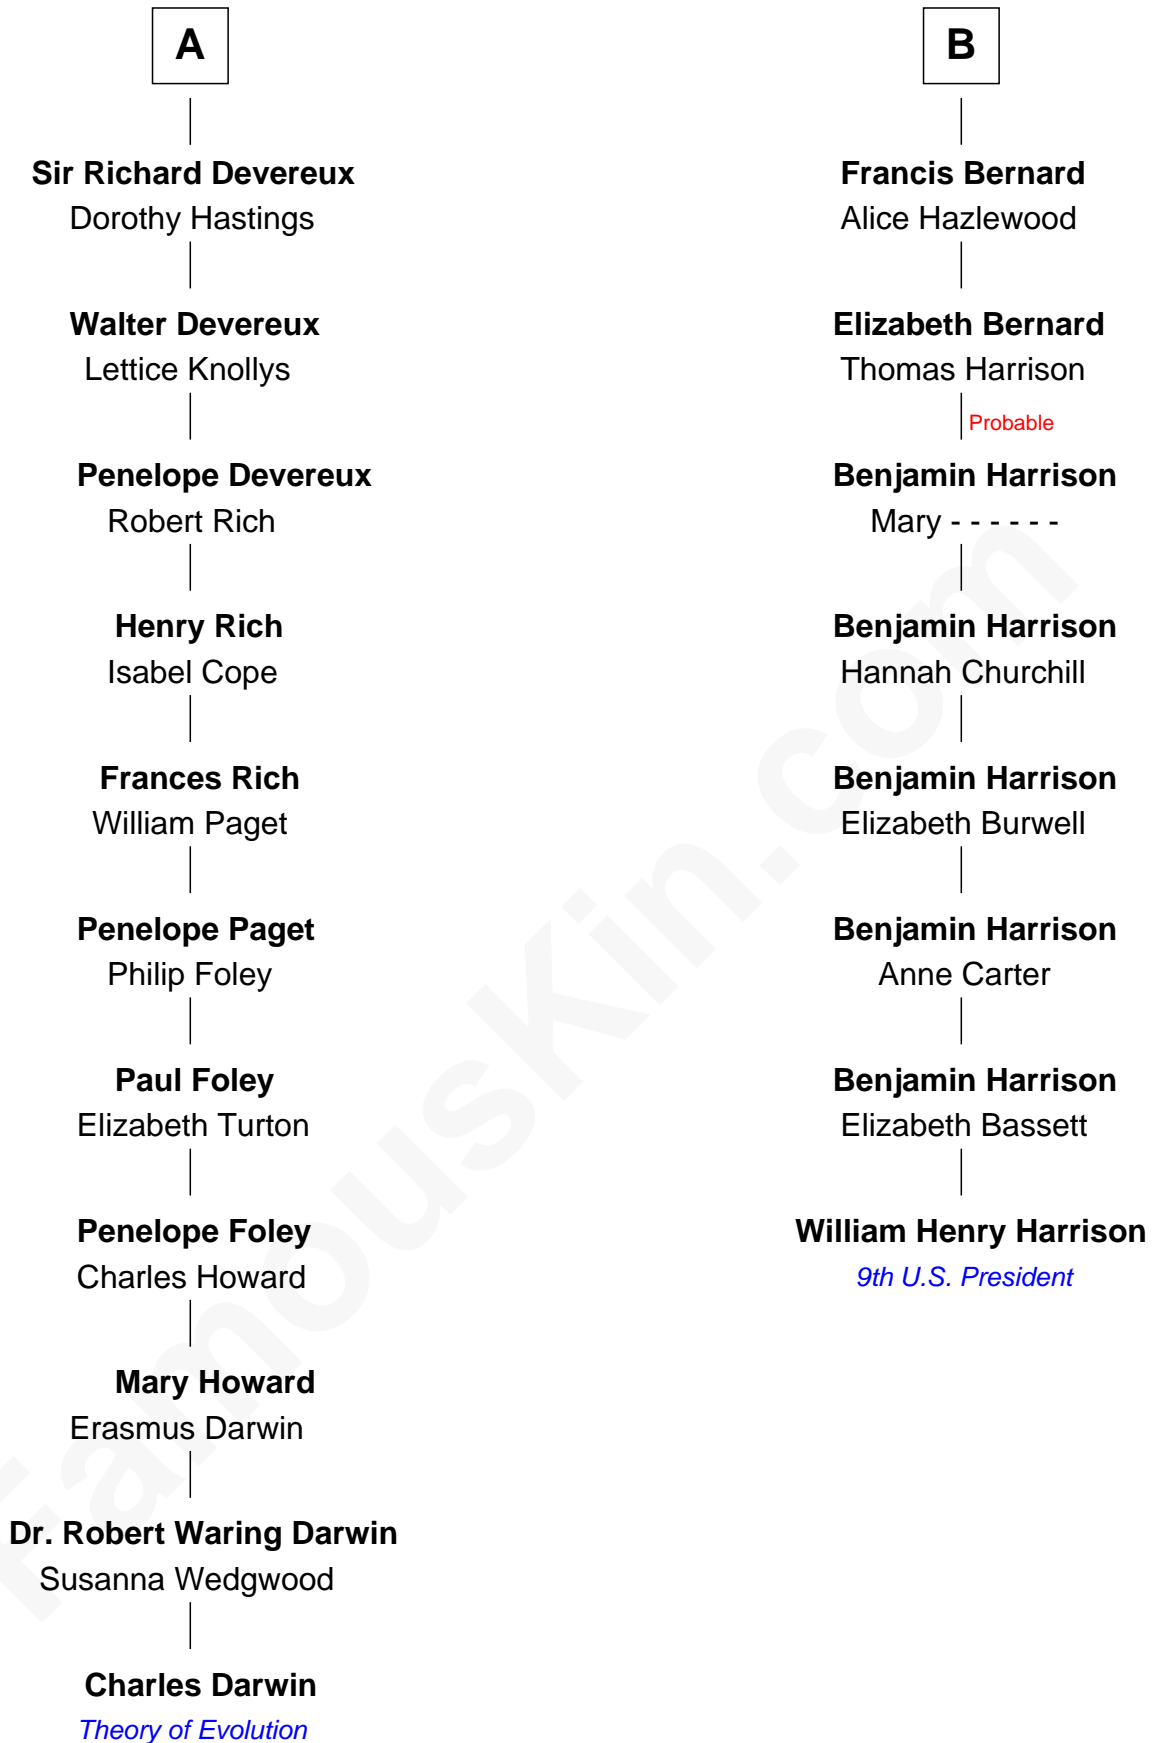 A
Sir Richard Devereux
Dorothy Hastings
Walter Devereux
Lettice Knollys
Penelope Devereux
Robert Rich
Henry Rich
Isabel Cope
Frances Rich
William Paget
Penelope Paget
Philip Foley
Paul Foley
Elizabeth Turton
Penelope Foley
Charles Howard
Mary Howard
Erasmus Darwin
Dr. Robert Waring Darwin
Susanna Wedgwood
Charles Darwin
Theory of Evolution
B
Francis Bernard
Alice Hazlewood
Elizabeth Bernard
Thomas Harrison
Probable
Benjamin Harrison
Mary - - - - - -
Benjamin Harrison
Hannah Churchill
Benjamin Harrison
Elizabeth Burwell
Benjamin Harrison
Anne Carter
Benjamin Harrison
Elizabeth Bassett
William Henry Harrison
9th U.S. President
FamousKin.com